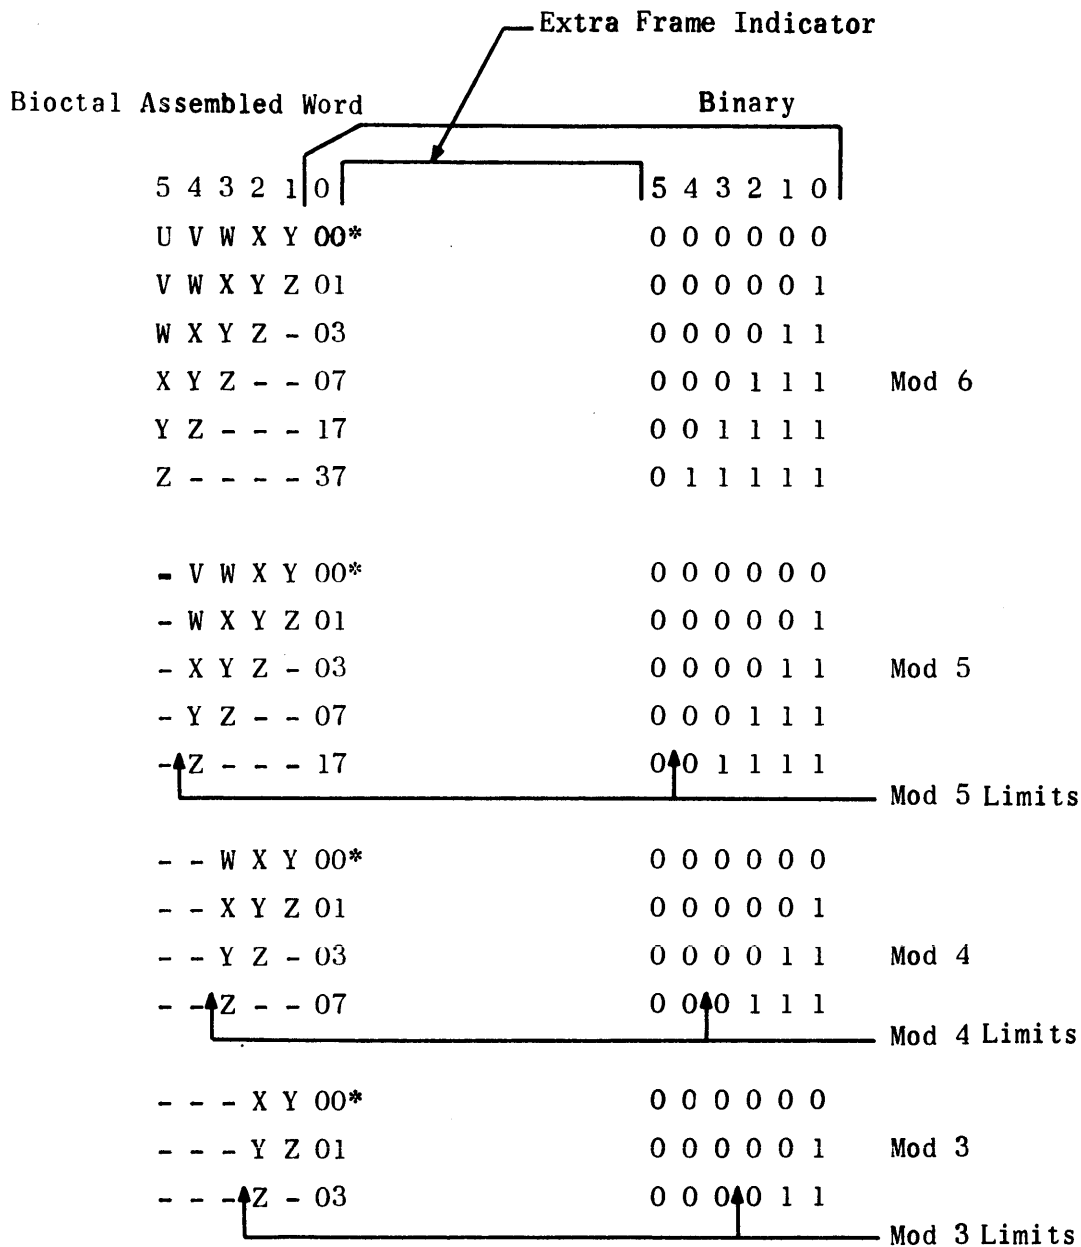 Extra Frame Indicator
Bioctal Assembled Word Binary
5 4 3 2 1 0 5 4 3 2 1 0
U V W X Y 00* 0 0 0 0 0 0
V W X Y Z 01 0 0 0 0 0 1
W X Y Z - 03 0 0 0 0 1 1
X Y Z - - 07 0 0 0 1 1 1 Mod 6
Y Z - - - 17 0 0 1 1 1 1
Z - - - - 37 0 1 1 1 1 1
- V W X Y 00* 0 0 0 0 0 0
- W X Y Z 01 0 0 0 0 0 1
- X Y Z - 03 0 0 0 0 1 1 Mod 5
- Y Z - - 07 0 0 0 1 1 1
- Z - - - 17 0 0 1 1 1 1
Mod 5 Limits
- - W X Y 00* 0 0 0 0 0 0
- - X Y Z 01 0 0 0 0 0 1
- - Y Z - 03 0 0 0 0 1 1 Mod 4
- - Z - - 07 0 0 0 1 1 1
Mod 4 Limits
- - - X Y 00* 0 0 0 0 0 0
- - - Y Z 01 0 0 0 0 0 1 Mod 3
- - - Z - 03 0 0 0 0 1 1
Mod 3 Limits